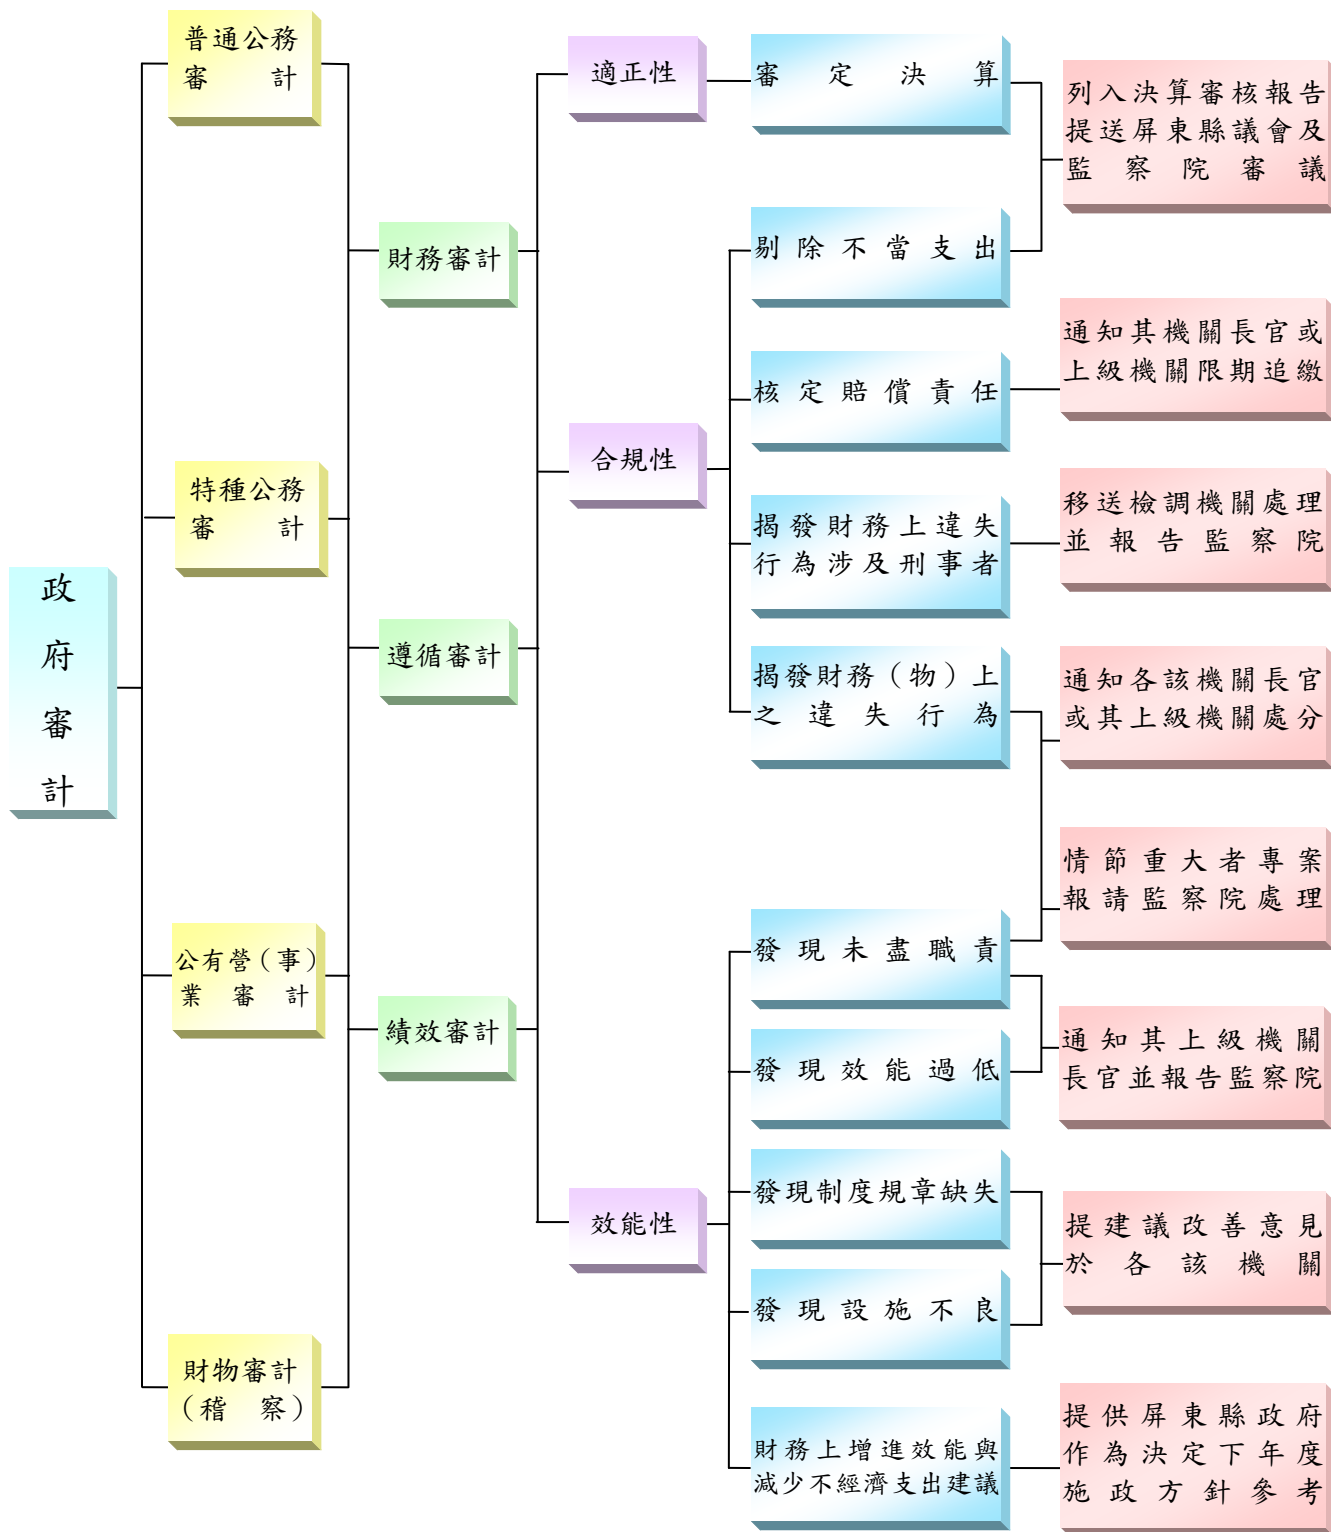 政
府
審
計
普通公務
審計
特種公務
審計
公有營（事）
業審計
財物審計
（稽察）
財務審計
遵循審計
績效審計
適正性
合規性
效能性
審定決算
剔除不當支出
核定賠償責任
揭發財務上違失
行為涉及刑事者
揭發財務（物）上
之違失行為
發現未盡職責
發現效能過低
發現制度規章缺失
發現設施不良
財務上增進效能與
減少不經濟支出建議
列入決算審核報告
提送屏東縣議會及
監察院審議
通知其機關長官或
上級機關限期追繳
移送檢調機關處理
並報告監察院
通知各該機關長官
或其上級機關處分
情節重大者專案
報請監察院處理
通知其上級機關
長官並報告監察院
提建議改善意見
於各該機關
提供屏東縣政府
作為決定下年度
施政方針參考